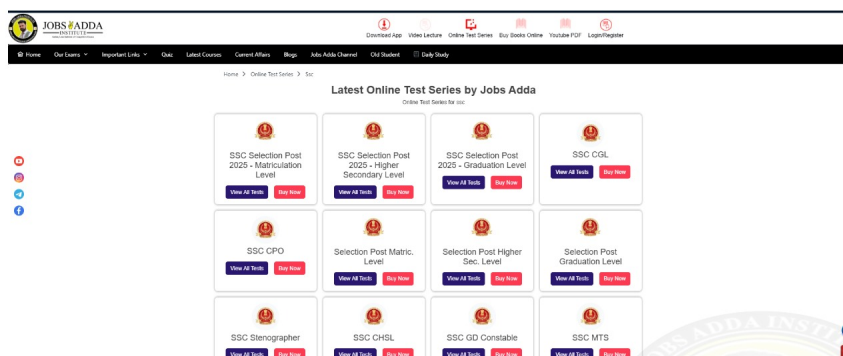 JOBS ADDA
INSTITUTE
Download App Video Lecture Online Test Series Buy Books Online Youtube PDF Login/Register
Home Our Exams Important Links Quiz Latest Courses Current Affairs Blogs Jobs Adda Channel Old Student Daily Study
Home > Online Test Series > Ssc
Latest Online Test Series by Jobs Adda
Online Test Series for ssc
SSC Selection Post
2025 - Matriculation
Level
View All Tests Buy Now
SSC Selection Post
2025 - Higher
Secondary Level
View All Tests Buy Now
SSC Selection Post
2025 - Graduation Level
View All Tests Buy Now
SSC CGL
View All Tests Buy Now
SSC CPO
View All Tests Buy Now
Selection Post Matric.
Level
View All Tests Buy Now
Selection Post Higher
Sec. Level
View All Tests Buy Now
Selection Post
Graduation Level
View All Tests Buy Now
SSC Stenographer
View All Tests Buy Now
SSC CHSL
View All Tests Buy Now
SSC GD Constable
View All Tests Buy Now
SSC MTS
View All Tests Buy Now